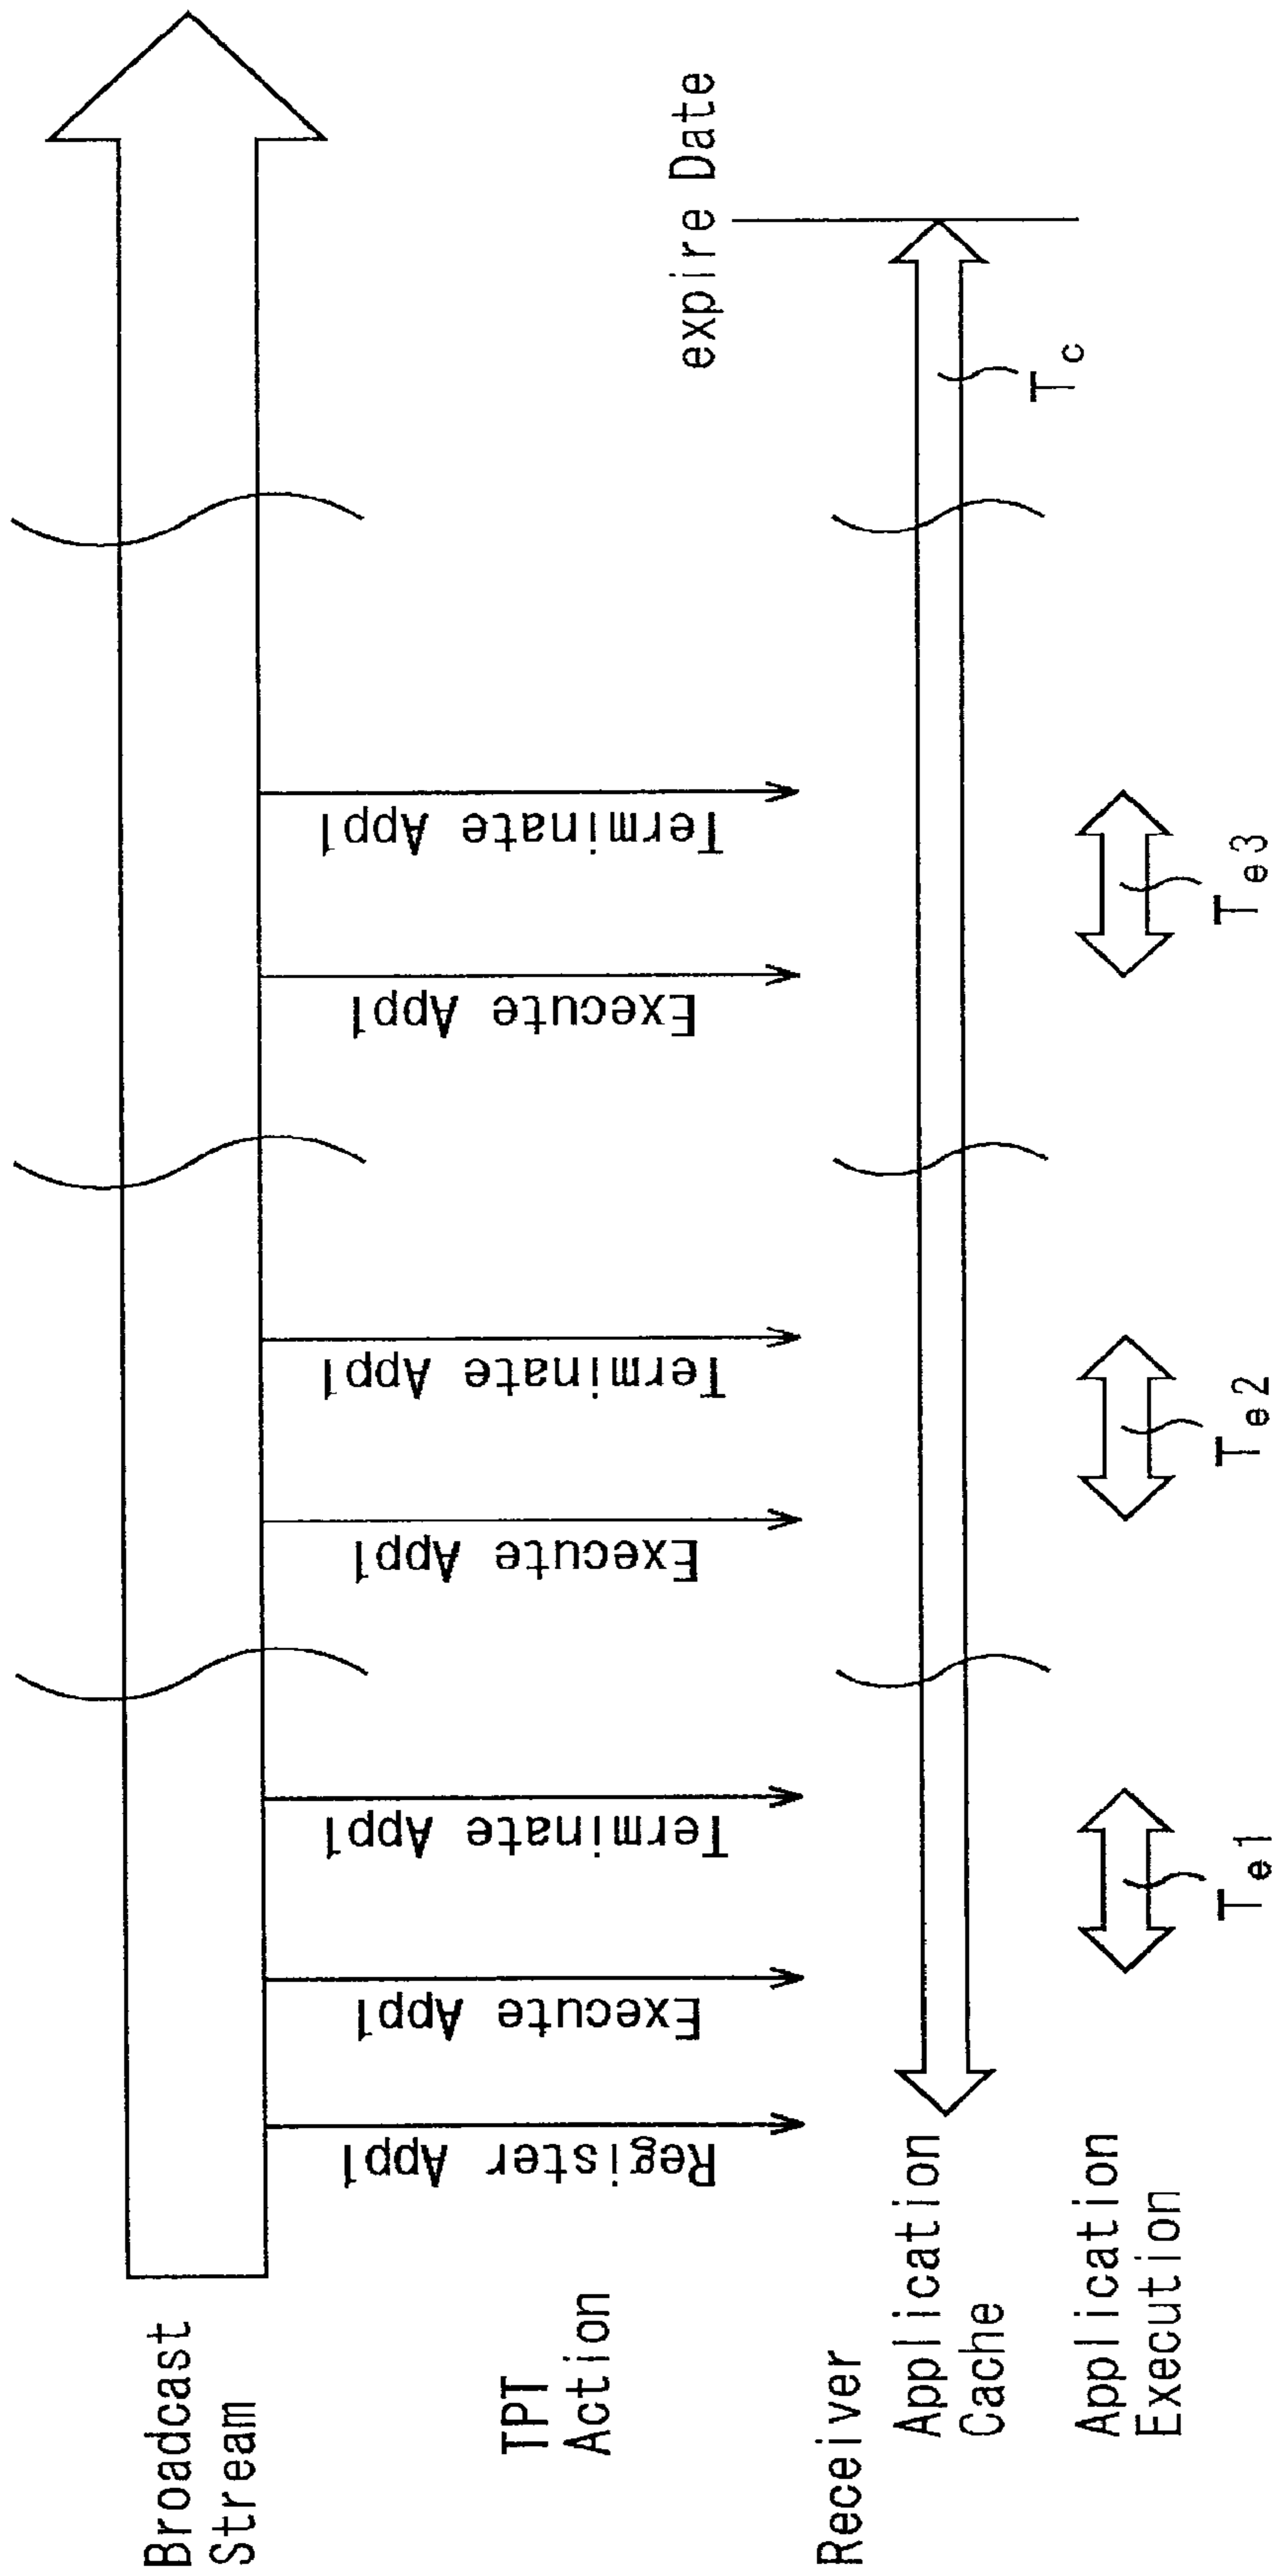 Broadcast
Stream
TPT
Action
Register App1
Execute App1
Terminate App1
Execute App1
Terminate App1
Execute App1
Terminate App1
expire Date
Receiver
Application
Cache
Tc
Application
Execution
Te1
Te2
Te3